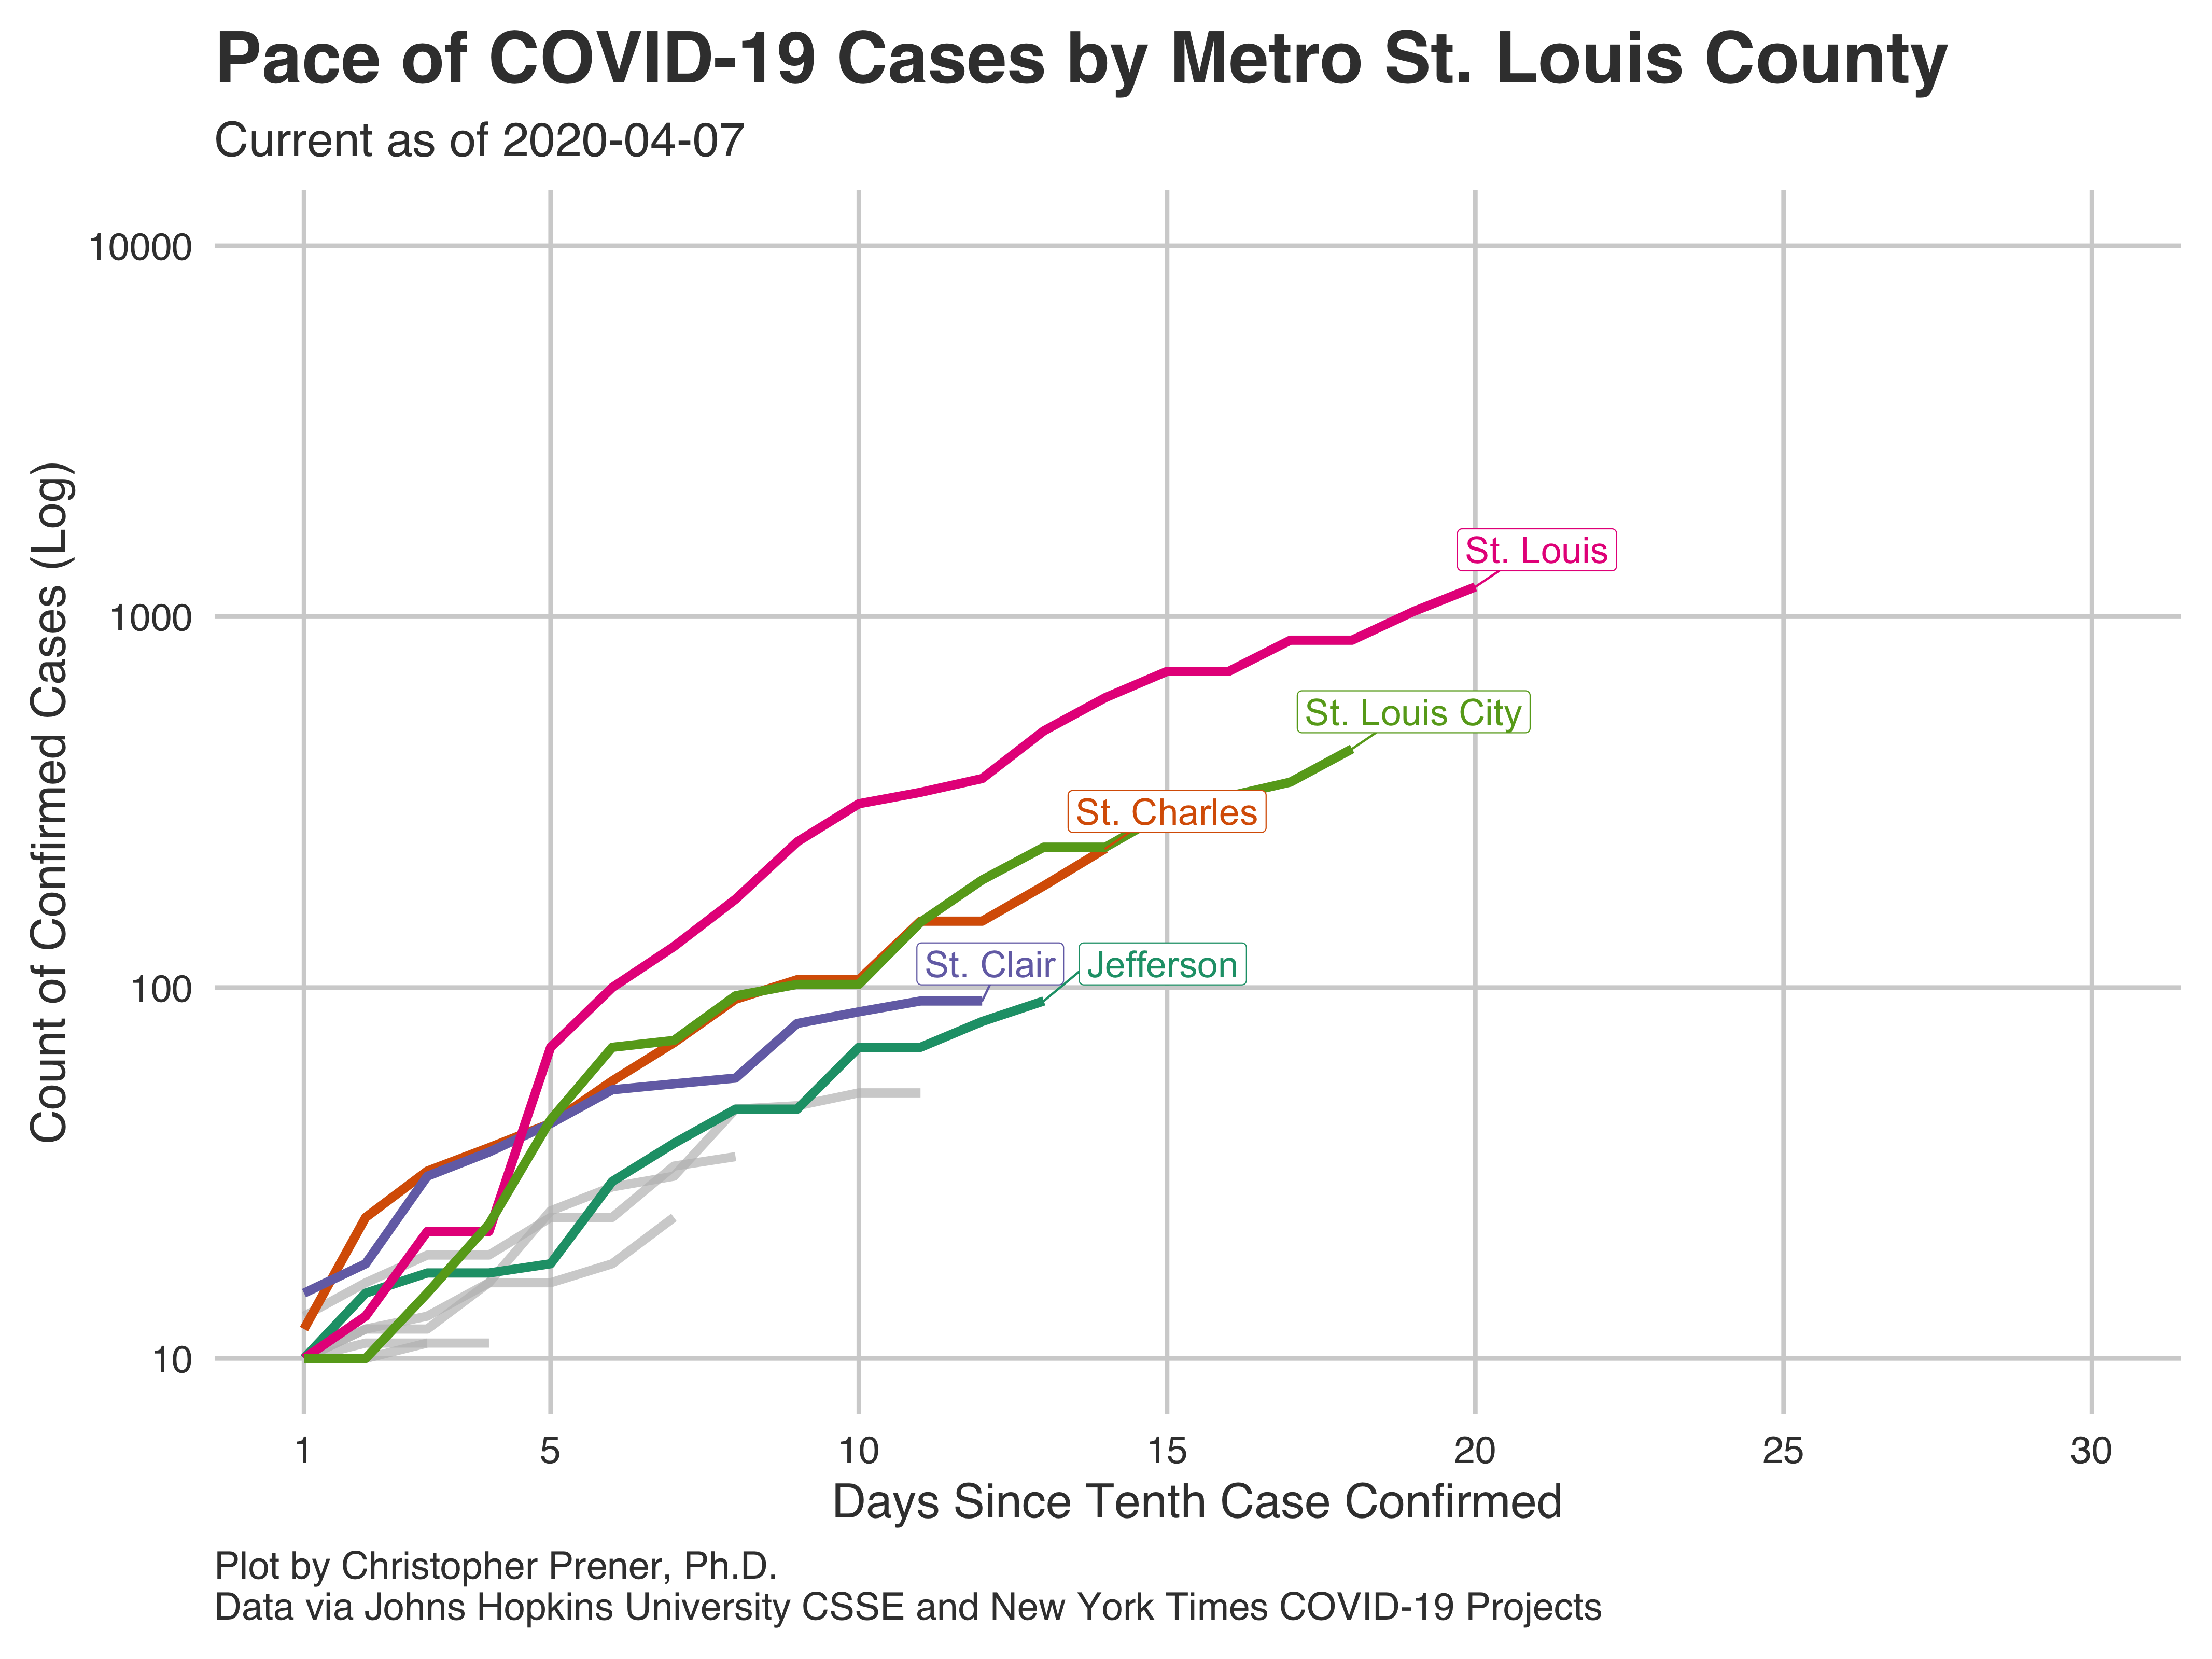 Pace of COVID-19 Cases by Metro St. Louis County
Current as of 2020-04-07
Count of Confirmed Cases (Log)
10000
1000
100
10
St. Louis
St. Louis City
St. Charles
St. Clair
Jefferson
1
5
10
15
20
25
30
Days Since Tenth Case Confirmed
Plot by Christopher Prener, Ph.D.
Data via Johns Hopkins University CSSE and New York Times COVID-19 Projects